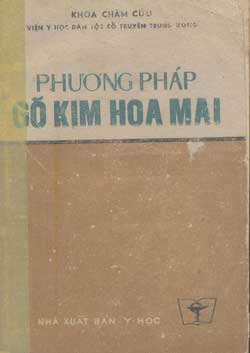 KHOA CHÂM CỨU
VIỆN Y HỌC DÂN TỘC CỔ TRUYỀN TRUNG ƯƠNG
PHƯƠNG PHÁP
GÕ KIM HOA MAI
NHÀ XUẤT BẢN Y HỌC